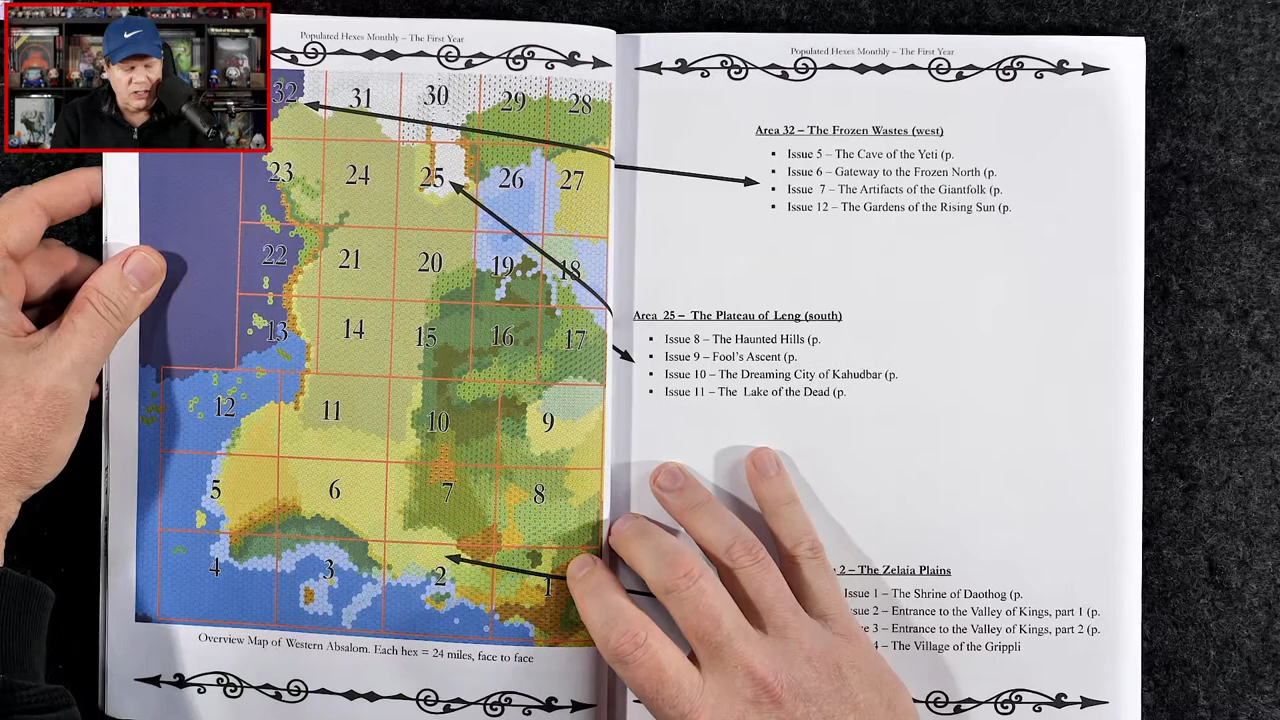 Populated Hexes Monthly – The First Year
32 31 30 29 28
23 24 25 26 27
22 21 20 19 18
13 14 15 16 17
12 11 10 9
5 6 7 8
4 3 2 1
Overview Map of Western Absalom. Each hex = 24 miles, face to face
Populated Hexes Monthly – The First Year
Area 32 – The Frozen Wastes (west)
Issue 5 – The Cave of the Yeti (p.
Issue 6 – Gateway to the Frozen North (p.
Issue 7 – The Artifacts of the Giantfolk (p.
Issue 12 – The Gardens of the Rising Sun (p.
Area 25 – The Plateau of Leng (south)
Issue 8 – The Haunted Hills (p.
Issue 9 – Fool's Ascent (p.
Issue 10 – The Dreaming City of Kahudbar (p.
Issue 11 – The Lake of the Dead (p.
2 – The Zelaia Plains
Issue 1 – The Shrine of Daothog (p.
ssue 2 – Entrance to the Valley of Kings, part 1 (p.
e 3 – Entrance to the Valley of Kings, part 2 (p.
4 – The Village of the Grippli